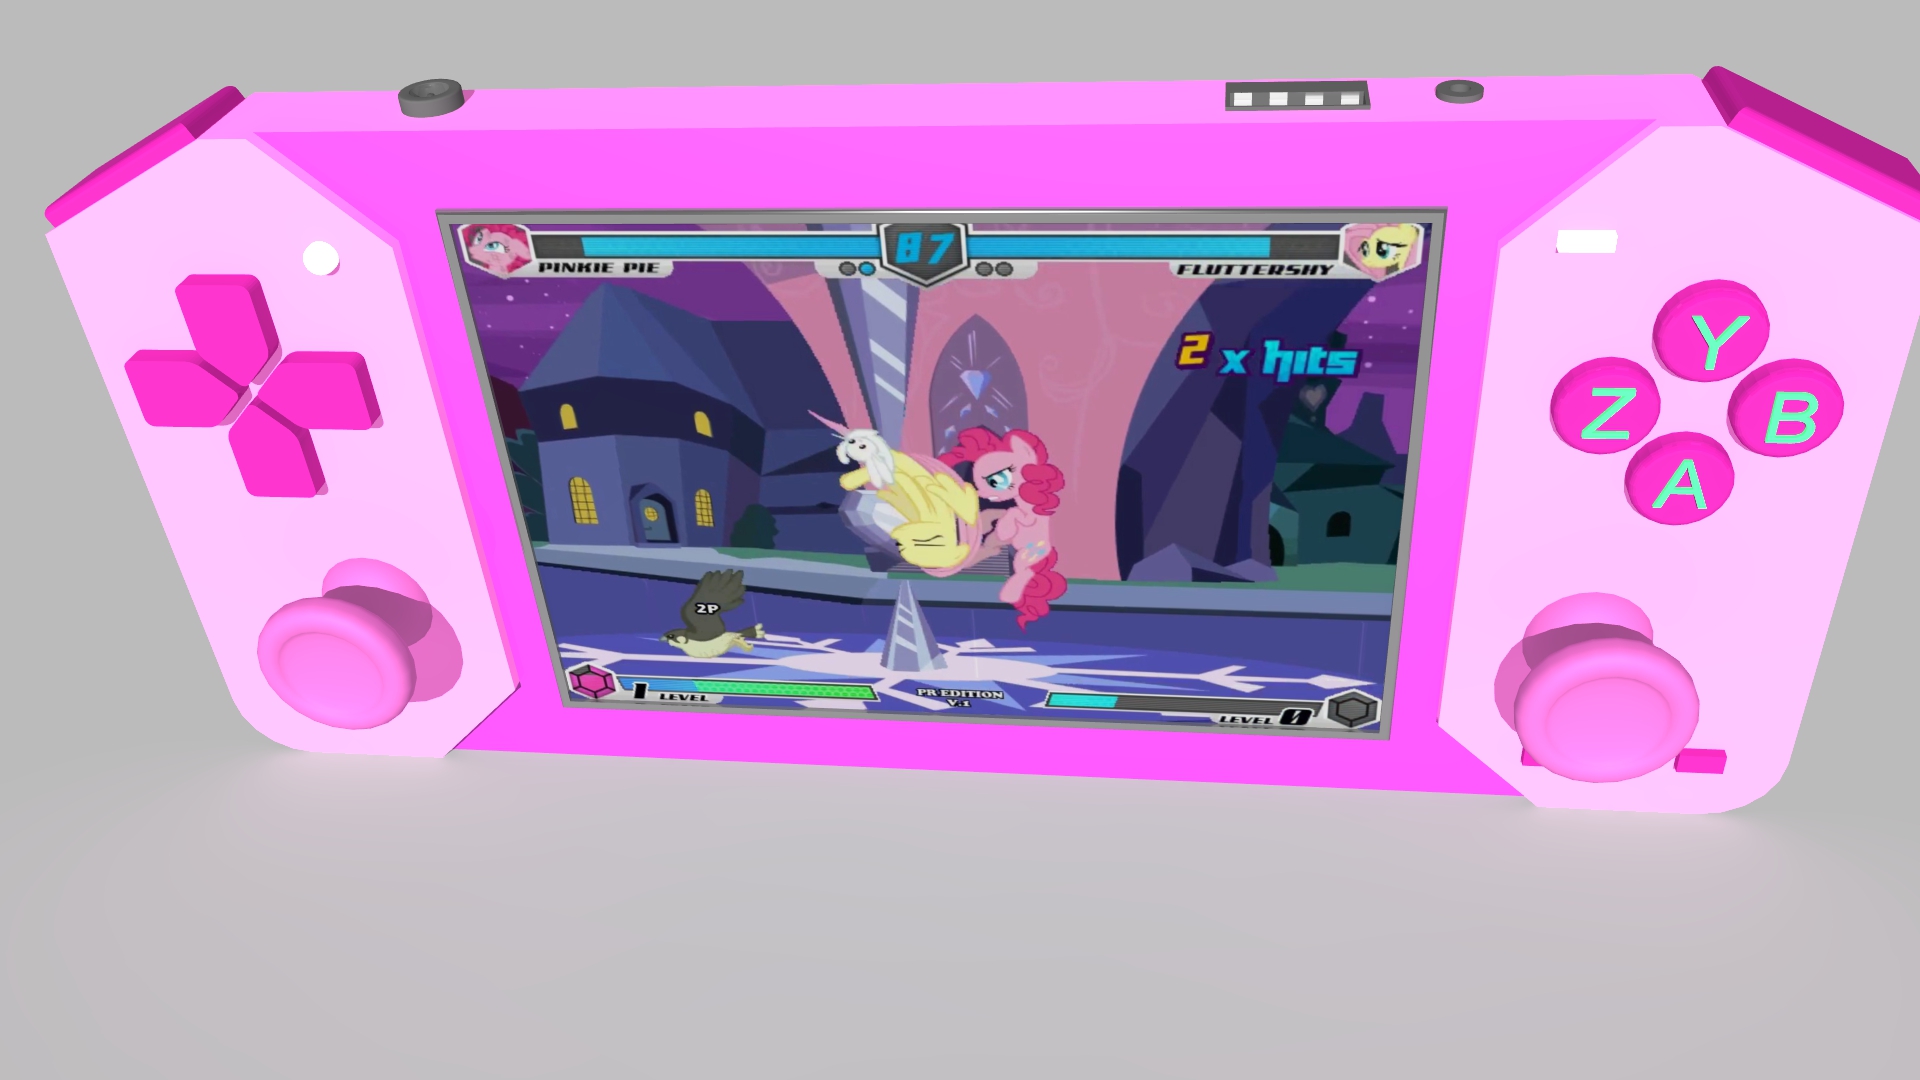 87
PINKIE PIE
FLUTTERSHY
2 x hits
Y
Z
B
A
2P
1 LEVEL
PR-EDITION
V.1
LEVEL 0